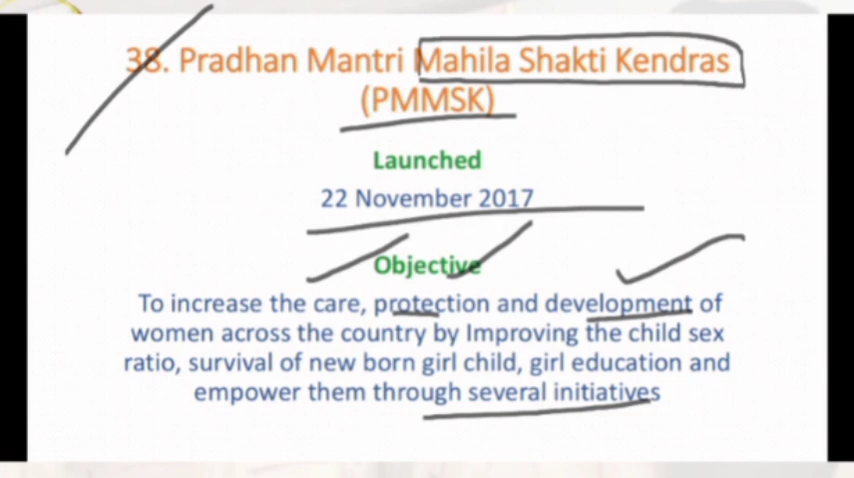 38. Pradhan Mantri Mahila Shakti Kendras
(PMMSK)
Launched
22 November 2017
Objective
To increase the care, protection and development of
women across the country by Improving the child sex
ratio, survival of new born girl child, girl education and
empower them through several initiatives